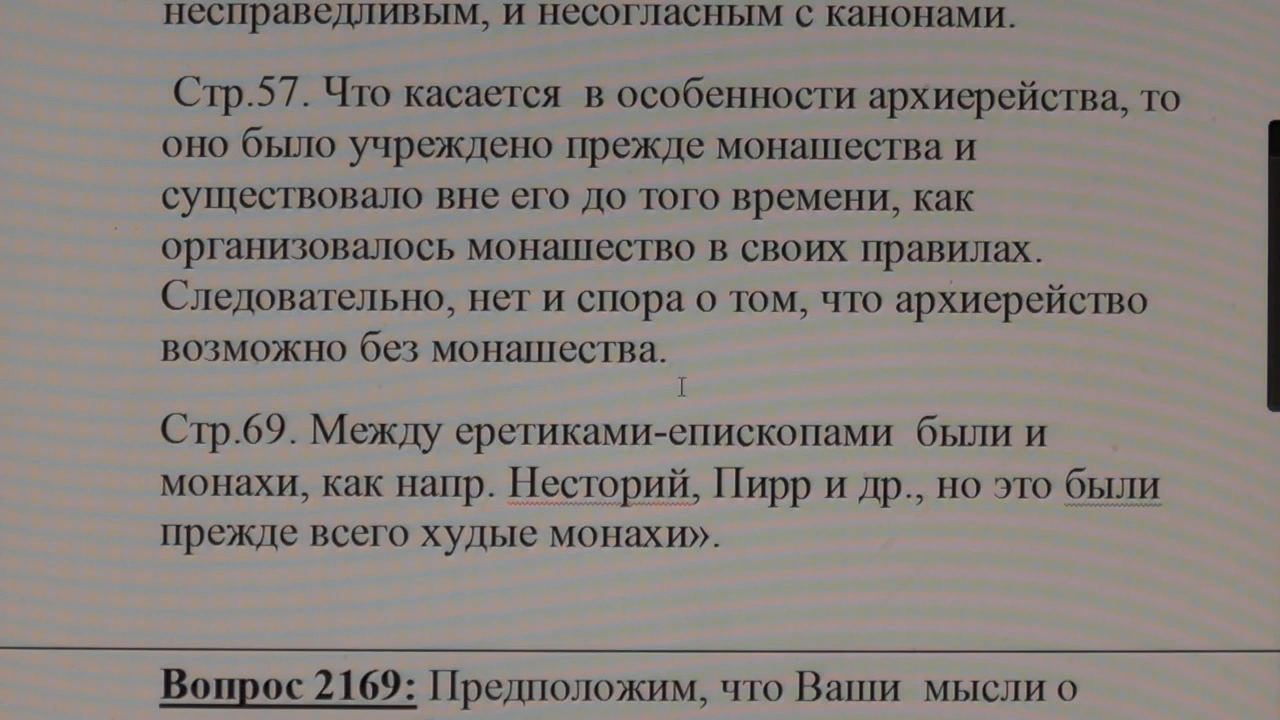 несправедливым, и несогласным с канонами.
Стр.57. Что касается в особенности архиерейства, то
оно было учреждено прежде монашества и
существовало вне его до того времени, как
организовалось монашество в своих правилах.
Следовательно, нет и спора о том, что архиерейство
возможно без монашества.
Стр.69. Между еретиками-епископами были и
монахи, как напр. Несторий, Пирр и др., но это были
прежде всего худые монахи».
Вопрос 2169: Предположим, что Ваши мысли о